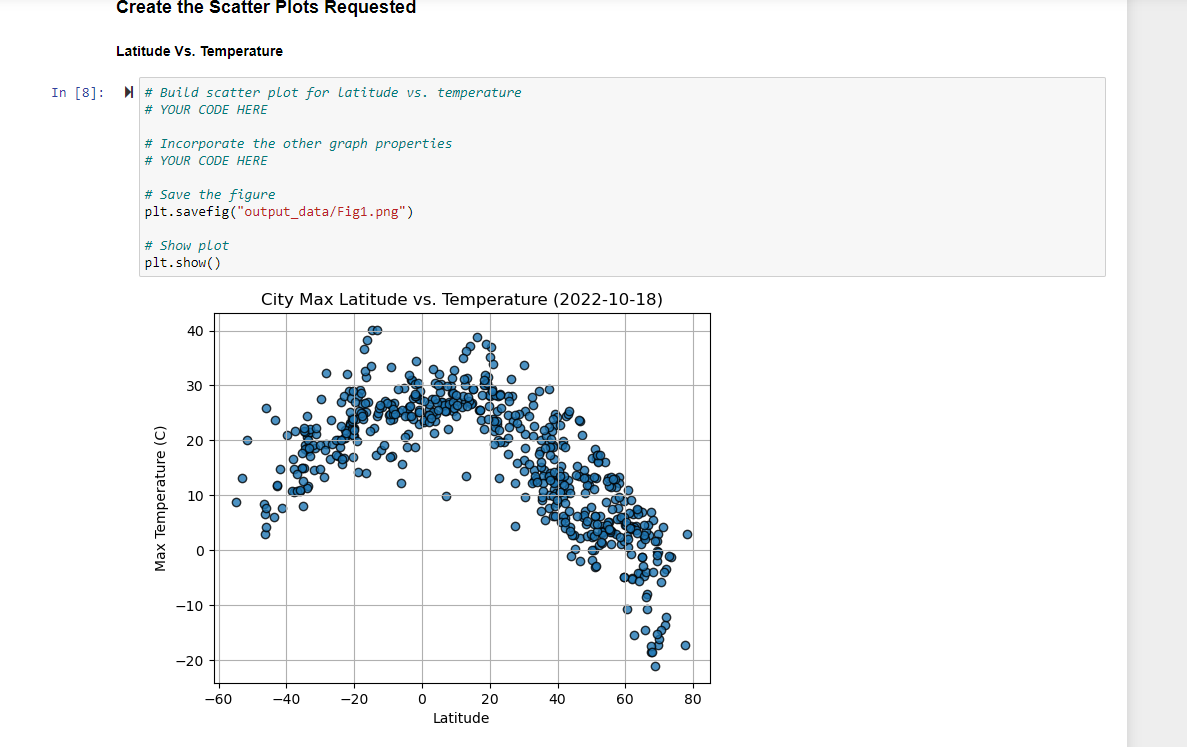 Create the Scatter Plots Requested
Latitude Vs. Temperature
In [8]:
# Build scatter plot for latitude vs. temperature
# YOUR CODE HERE
# Incorporate the other graph properties
# YOUR CODE HERE
# Save the figure
plt.savefig("output_data/Fig1.png")
# Show plot
plt.show()
City Max Latitude vs. Temperature (2022-10-18)
Max Temperature (C)
40
30
20
10
0
−10
−20
−60 −40 −20 0 20 40 60 80
Latitude